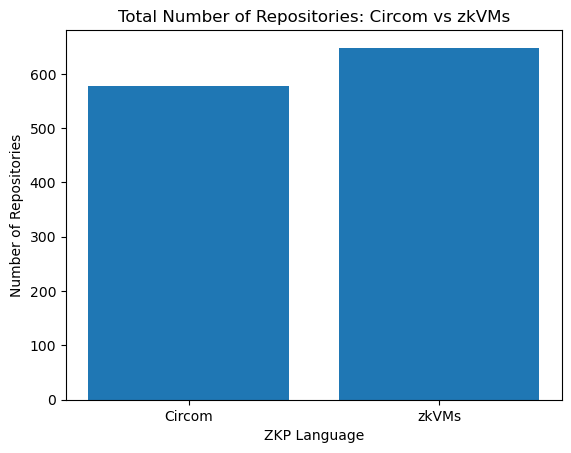 Total Number of Repositories: Circom vs zkVMs
Number of Repositories
600
500
400
300
200
100
0
Circom zkVMs
ZKP Language